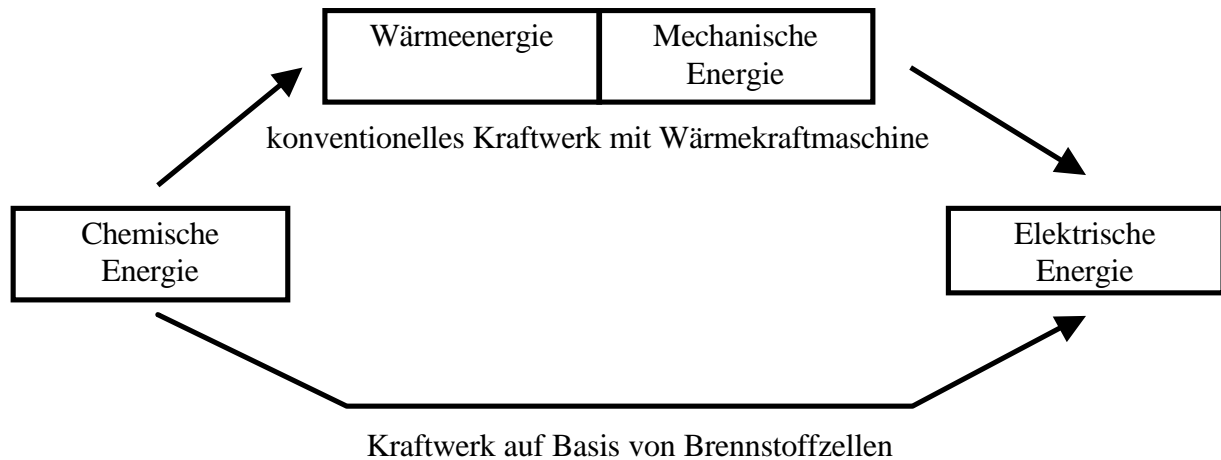 Wärmeenergie
Mechanische
Energie
konventionelles Kraftwerk mit Wärmekraftmaschine
Chemische
Energie
Elektrische
Energie
Kraftwerk auf Basis von Brennstoffzellen